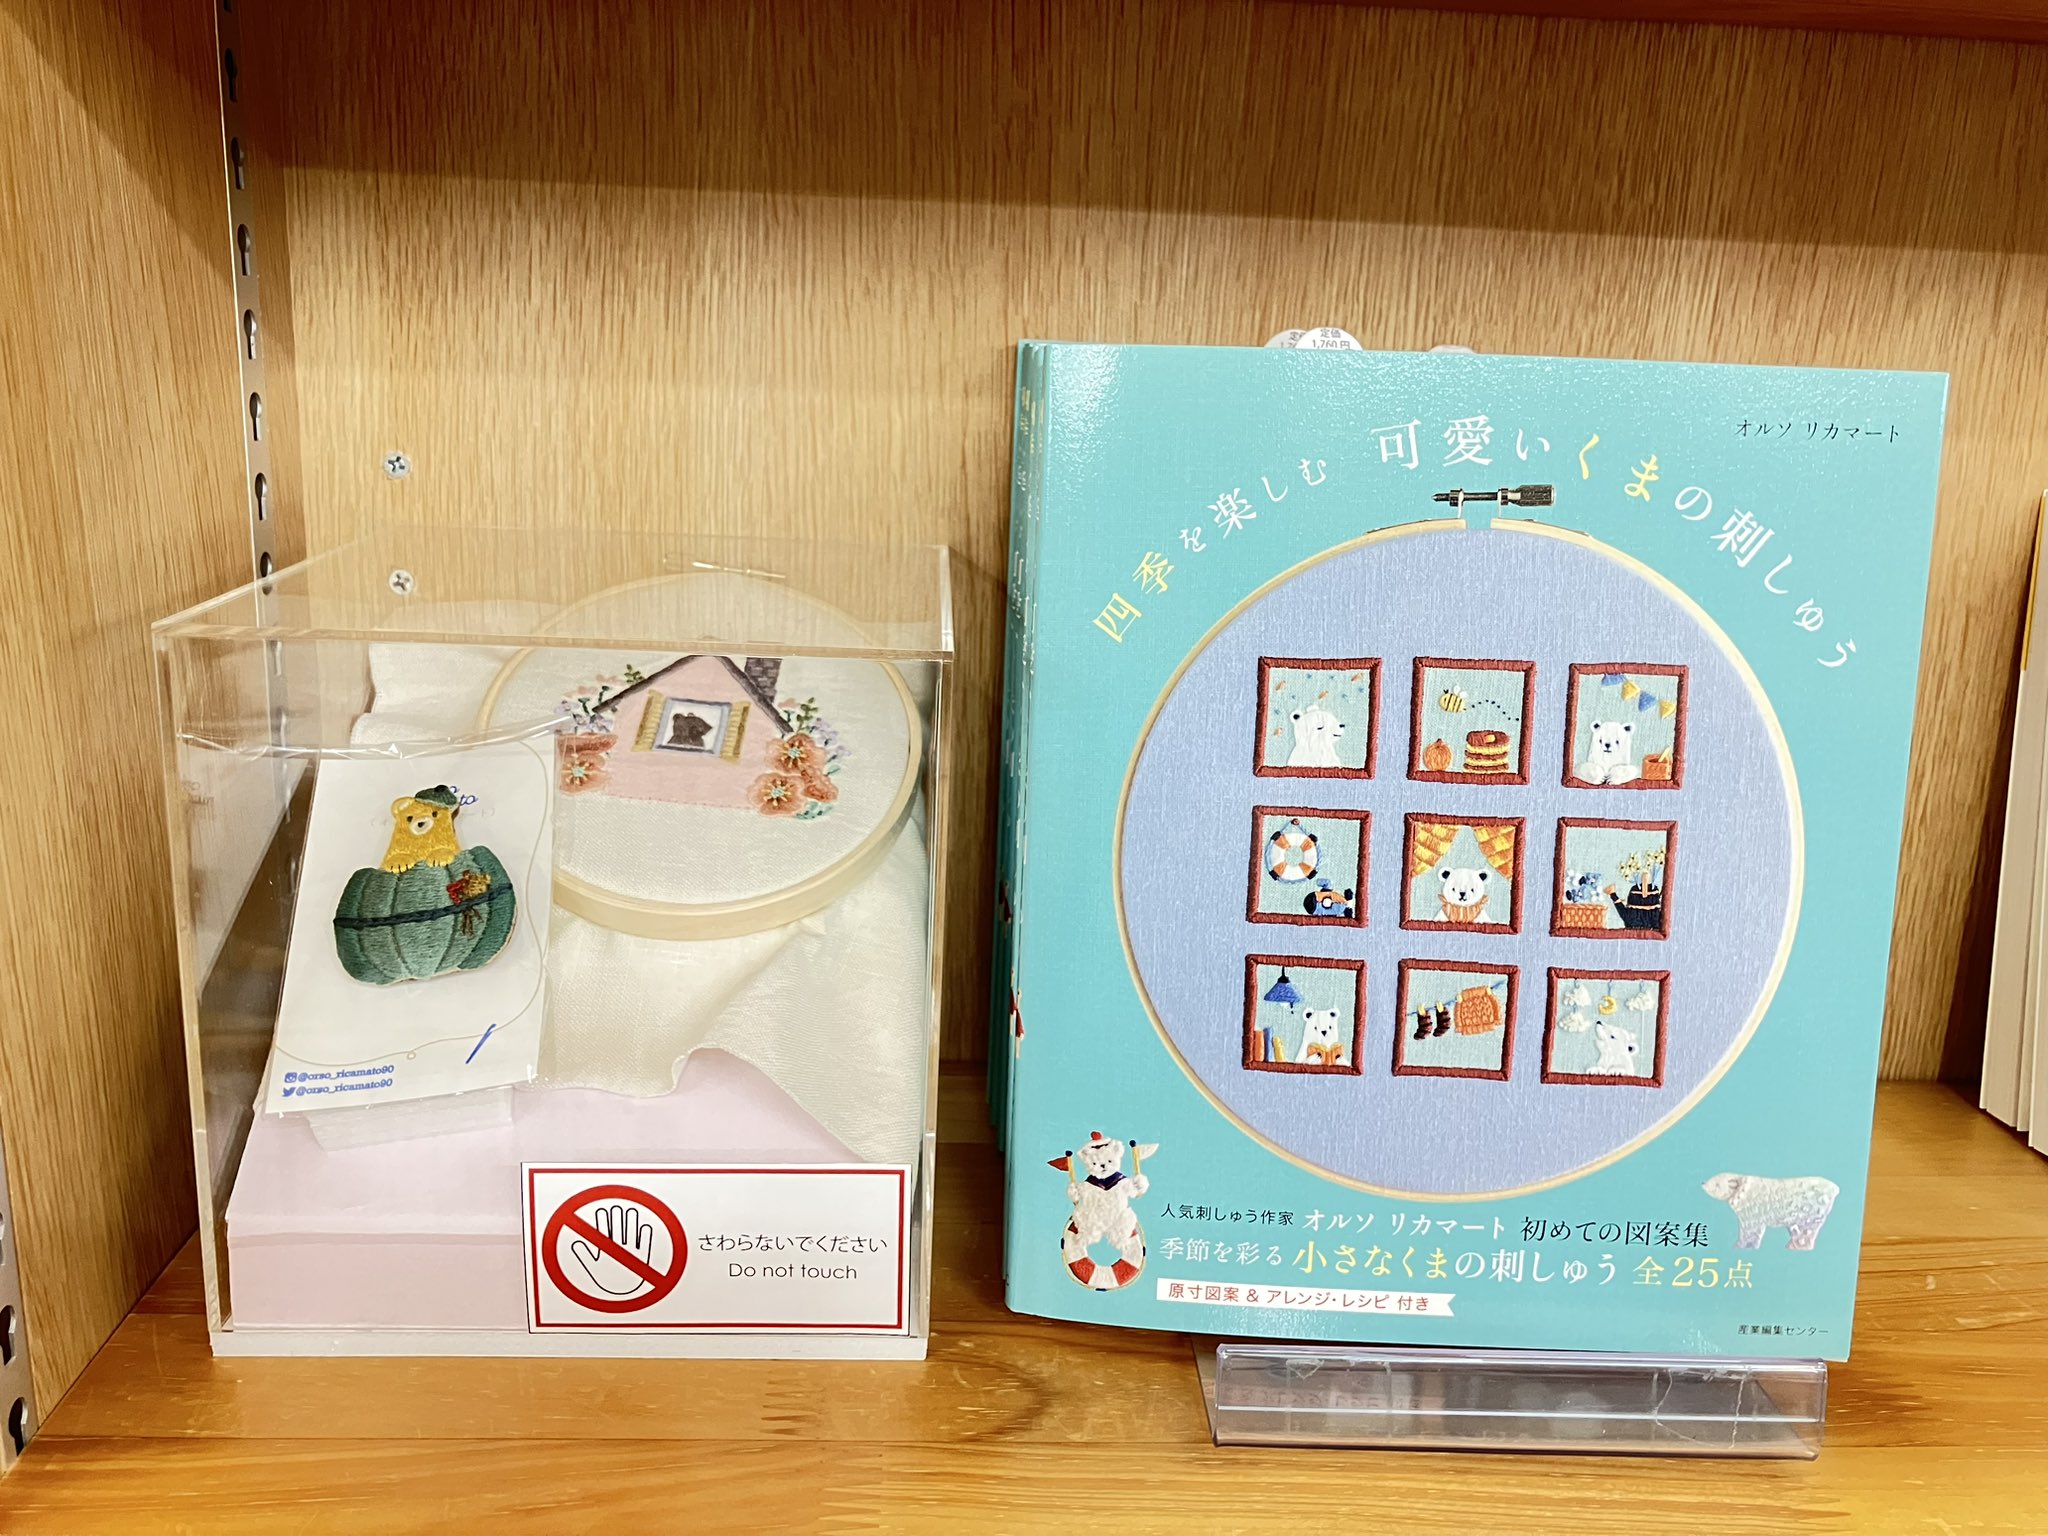 定価
1,760円
オルソ リカマート
四季を楽しむ 可愛いくまの刺しゅう
人気刺しゅう作家 オルソ リカマート 初めての図案集
季節を彩る 小さなくまの刺しゅう 全25点
原寸図案 & アレンジ・レシピ 付き
産業編集センター
@orso_ricamato90
@orso_ricamato90
さわらないでください
Do not touch